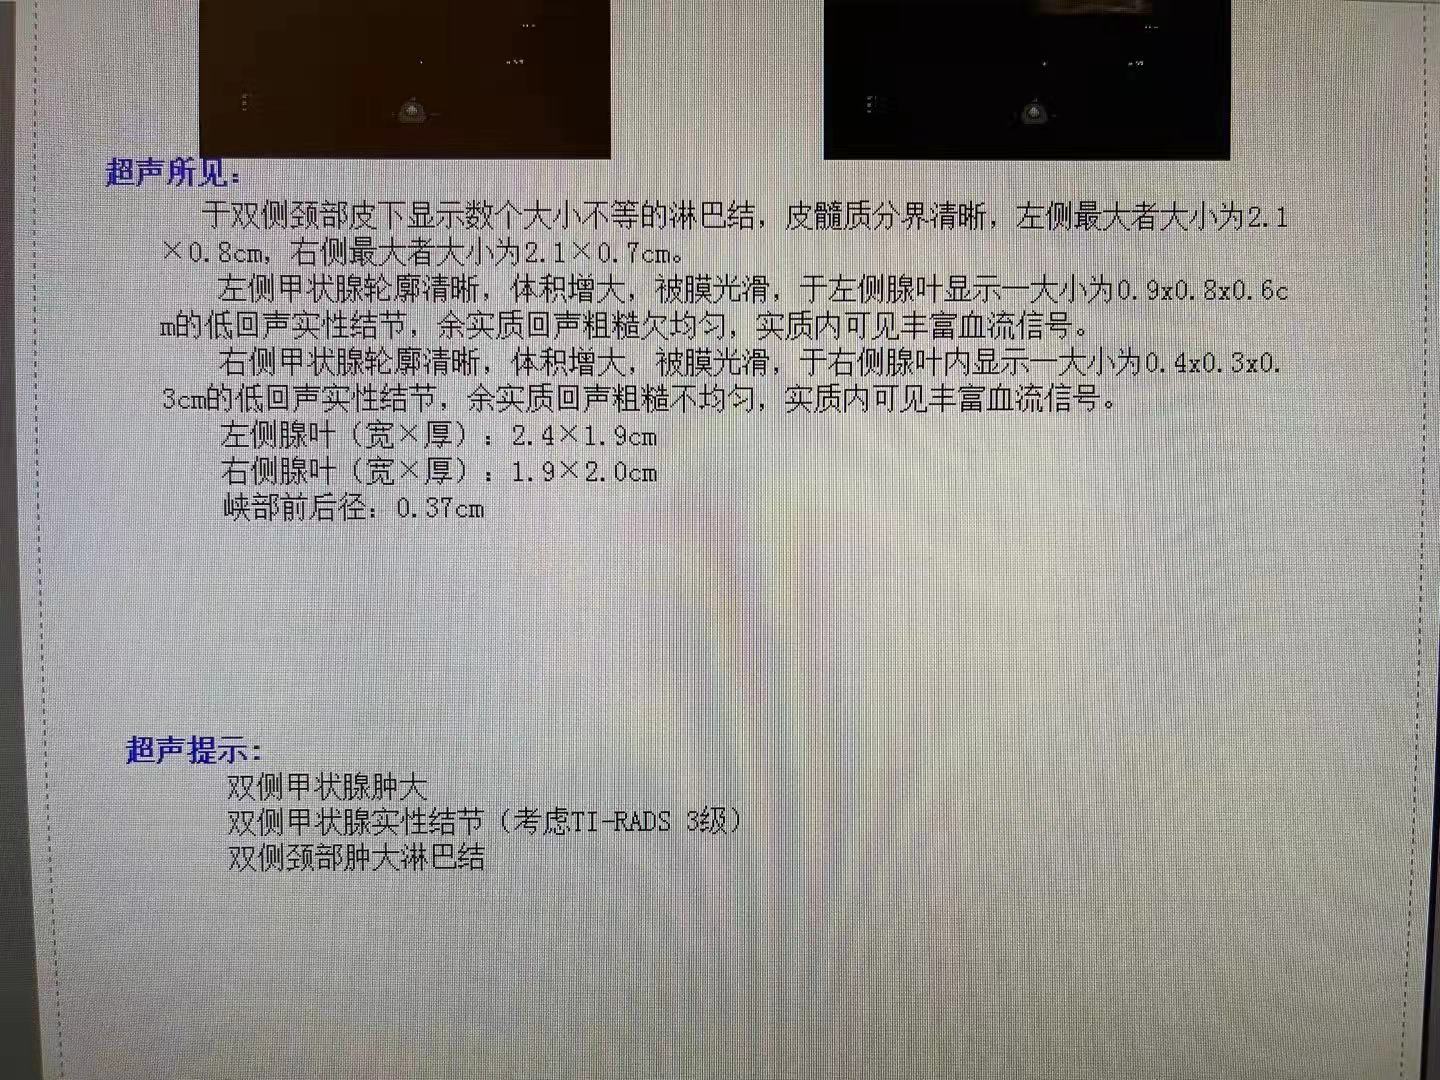 超声所见：
于双侧颈部皮下显示数个大小不等的淋巴结，皮髓质分界清晰，左侧最大者大小为2.1
×0.8cm，右侧最大者大小为2.1×0.7cm。
左侧甲状腺轮廓清晰，体积增大，被膜光滑，于左侧腺叶显示一大小为0.9x0.8x0.6c
m的低回声实性结节，余实质回声粗糙欠均匀，实质内可见丰富血流信号。
右侧甲状腺轮廓清晰，体积增大，被膜光滑，于右侧腺叶内显示一大小为0.4x0.3x0.
3cm的低回声实性结节，余实质回声粗糙不均匀，实质内可见丰富血流信号。
左侧腺叶（宽×厚）：2.4×1.9cm
右侧腺叶（宽×厚）：1.9×2.0cm
峡部前后径：0.37cm
超声提示：
双侧甲状腺肿大
双侧甲状腺实性结节（考虑TI-RADS 3级）
双侧颈部肿大淋巴结